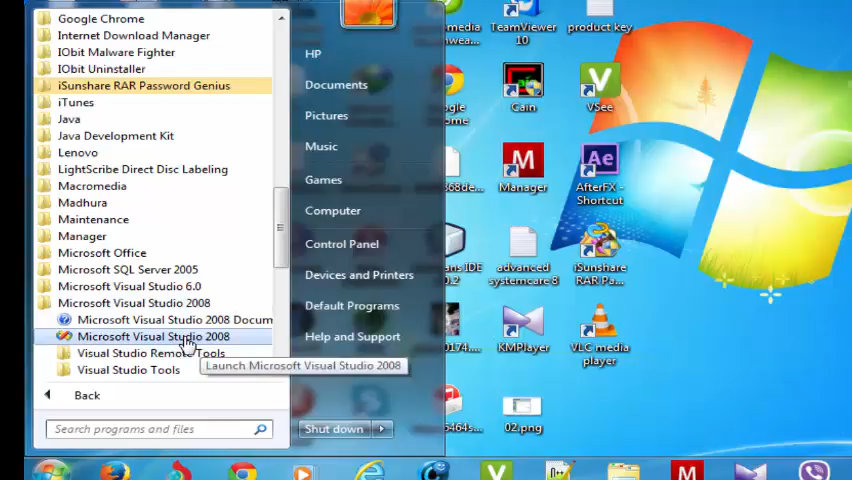 Google Chrome
Internet Download Manager
IObit Malware Fighter
IObit Uninstaller
iSunshare RAR Password Genius
iTunes
Java
Java Development Kit
Lenovo
LightScribe Direct Disc Labeling
Macromedia
Madhura
Maintenance
Manager
Microsoft Office
Microsoft SQL Server 2005
Microsoft Visual Studio 6.0
Microsoft Visual Studio 2008
Microsoft Visual Studio 2008 Docum
Microsoft Visual Studio 2008
Visual Studio Remote Tools
Visual Studio Tools
Launch Microsoft Visual Studio 2008
Back
Search programs and files
HP
Documents
Pictures
Music
Games
Computer
Control Panel
Devices and Printers
Default Programs
Help and Support
Shut down
TeamViewer
10
product key
Cain
VSee
Manager
AfterFX -
Shortcut
advanced
systemcare 8
iSunshare
RAR Pa...
KMPlayer
VLC media
player
02.png